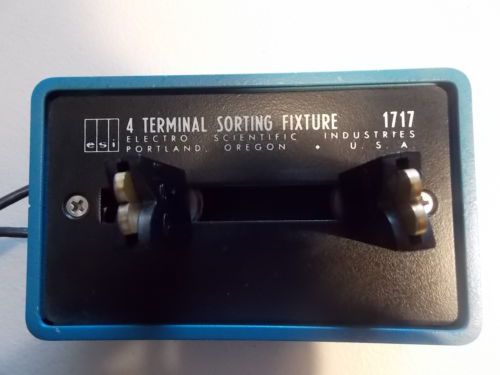 esi
4 TERMINAL SORTING FIXTURE 1717
ELECTRO SCIENTIFIC INDUSTRIES
PORTLAND, OREGON • U. S. A